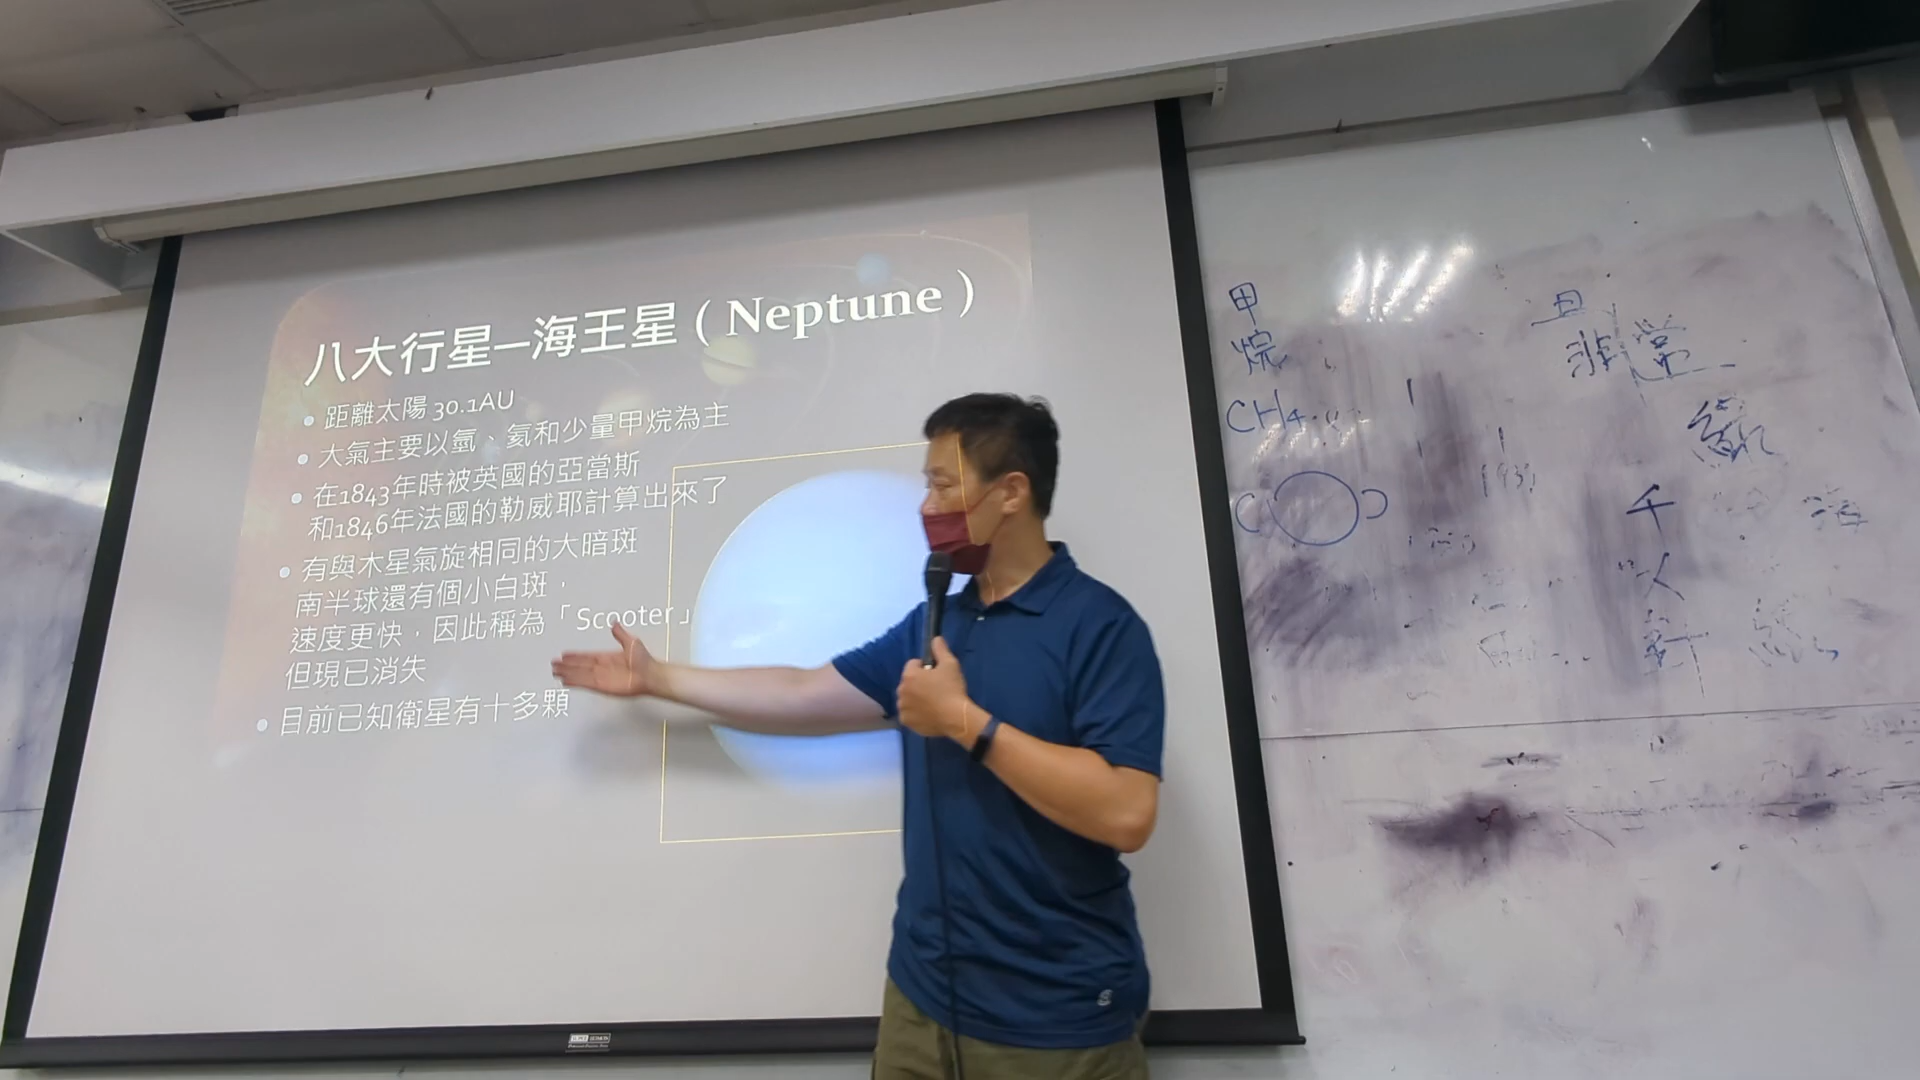 八大行星—海王星（Neptune）
距離太陽 30.1AU
大氣主要以氫、氦和少量甲烷為主
在1843年時被英國的亞當斯
和1846年法國的勒威耶計算出來了
有與木星氣旋相同的大暗斑
南半球還有個小白斑，
速度更快，因此稱為「Scooter」
但現已消失
目前已知衛星有十多顆
甲
烷
CH4
非常
千